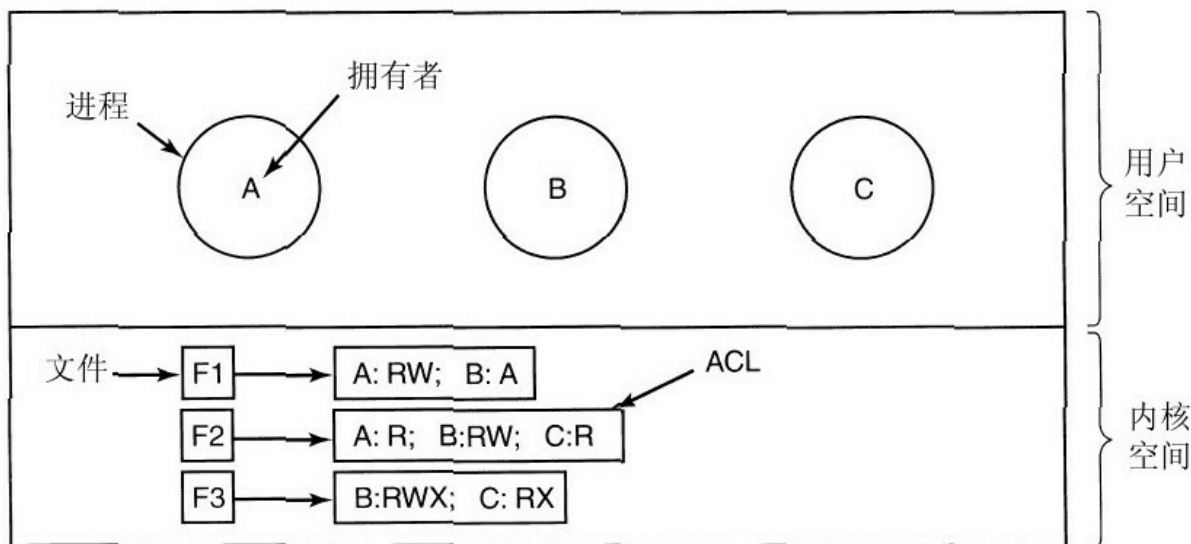 拥有者
进程
A
B
C
用户
空间
文件
F1
A: RW; B: A
ACL
F2
A: R; B:RW; C:R
F3
B:RWX; C: RX
内核
空间